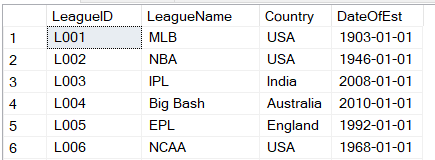 LeagueID LeagueName Country DateOfEst
1 L001 MLB USA 1903-01-01
2 L002 NBA USA 1946-01-01
3 L003 IPL India 2008-01-01
4 L004 Big Bash Australia 2010-01-01
5 L005 EPL England 1992-01-01
6 L006 NCAA USA 1968-01-01